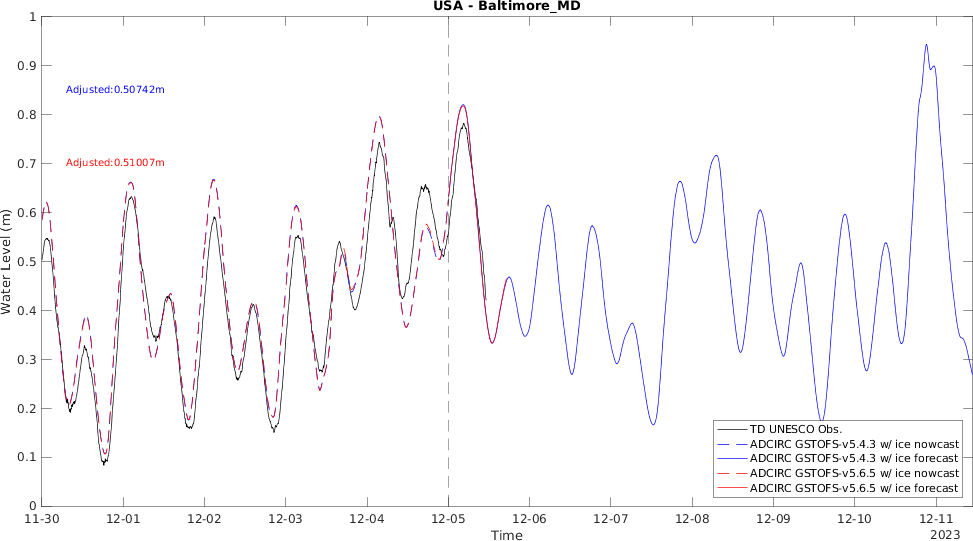 USA - Baltimore_MD
Water Level (m)
1
0.9
0.8
0.7
0.6
0.5
0.4
0.3
0.2
0.1
0
Adjusted:0.50742m
Adjusted:0.51007m
TD UNESCO Obs.
ADCIRC GSTOFS-v5.4.3 w/ ice nowcast
ADCIRC GSTOFS-v5.4.3 w/ ice forecast
ADCIRC GSTOFS-v5.6.5 w/ ice nowcast
ADCIRC GSTOFS-v5.6.5 w/ ice forecast
11-30 12-01 12-02 12-03 12-04 12-05 12-06 12-07 12-08 12-09 12-10 12-11
2023
Time